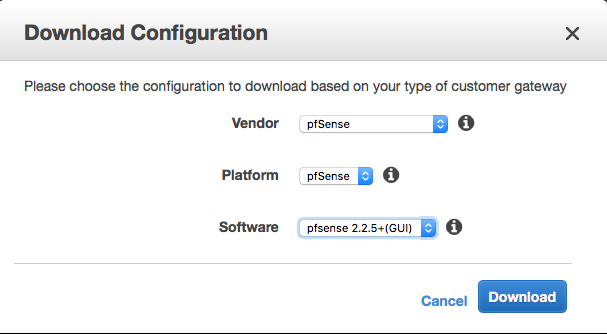 Download Configuration
Please choose the configuration to download based on your type of customer gateway
Vendor pfSense
Platform pfSense
Software pfsense 2.2.5+(GUI)
Cancel Download